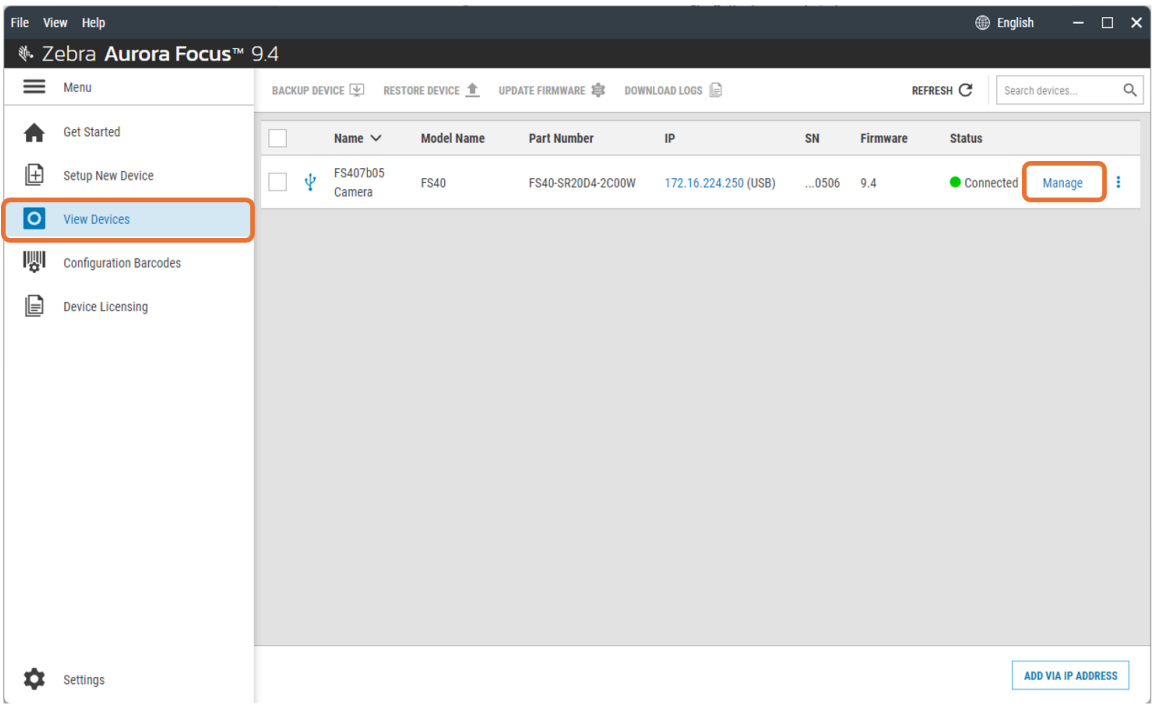 File View Help
English
Zebra Aurora Focus™ 9.4
Menu
BACKUP DEVICE RESTORE DEVICE UPDATE FIRMWARE DOWNLOAD LOGS REFRESH Search devices...
Get Started
Setup New Device
View Devices
Configuration Barcodes
Device Licensing
Settings
Name Model Name Part Number IP SN Firmware Status
FS407b05
Camera
FS40 FS40-SR20D4-2C00W 172.16.224.250 (USB) ...0506 9.4 Connected Manage
ADD VIA IP ADDRESS